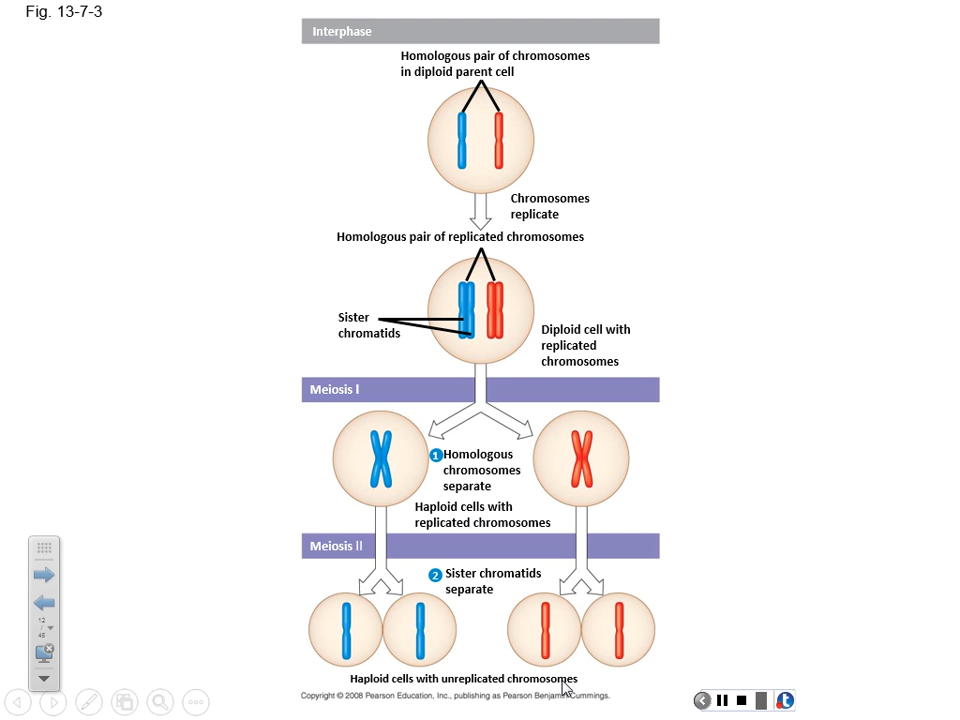 Fig. 13-7-3
Interphase
Homologous pair of chromosomes
in diploid parent cell
Chromosomes
replicate
Homologous pair of replicated chromosomes
Sister
chromatids
Diploid cell with
replicated
chromosomes
Meiosis I
1 Homologous
chromosomes
separate
Haploid cells with
replicated chromosomes
Meiosis II
2 Sister chromatids
separate
Haploid cells with unreplicated chromosomes
Copyright © 2008 Pearson Education, Inc., publishing as Pearson Benjamin Cummings.
12
/
45